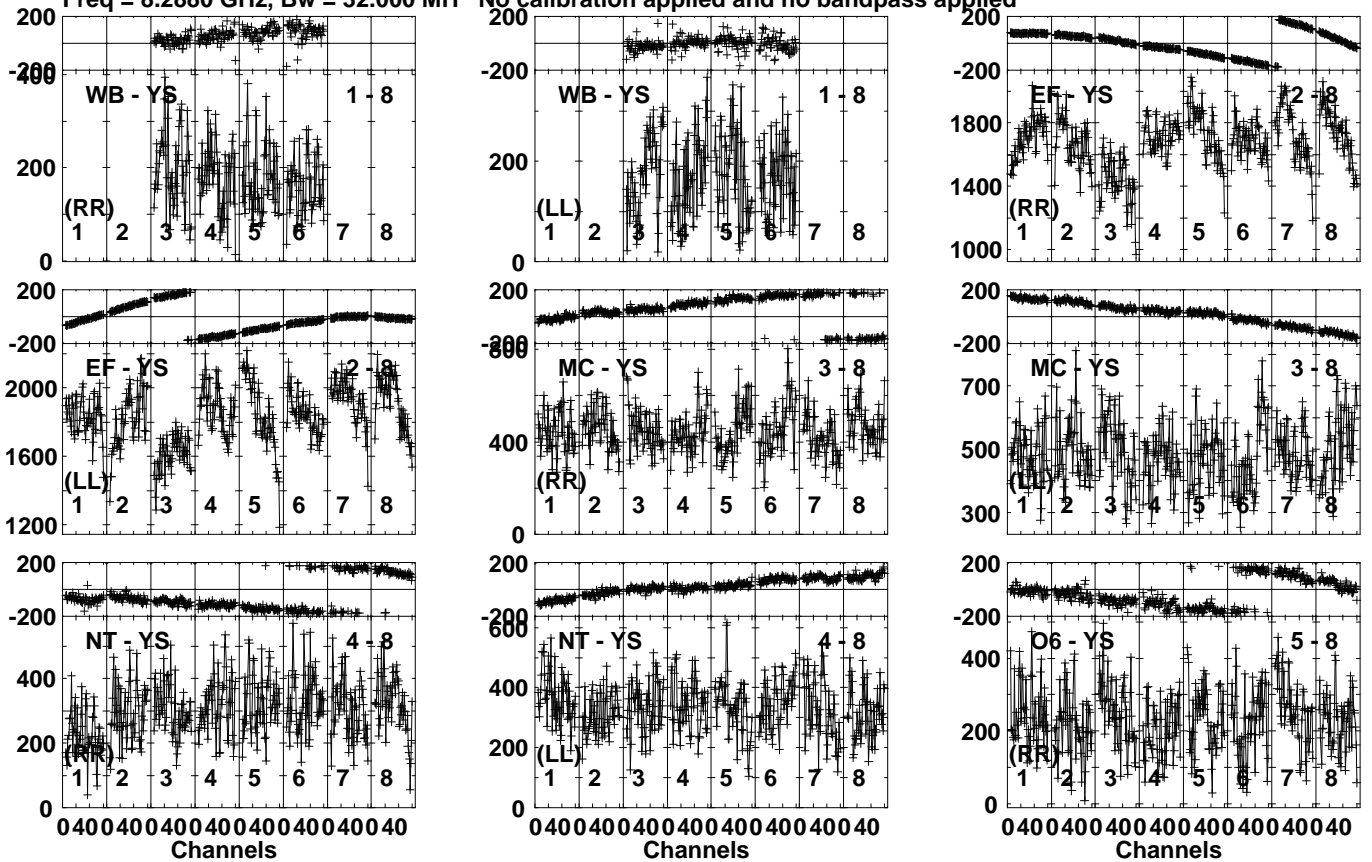 Freq = 8.2880 GHz, Bw = 32.000 MH No calibration applied and no bandpass applied
200 200 200
-200 -200 -200
400
WB - YS 1 - 8 WB - YS 1 - 8 EF - YS 2 - 8
1800
200 200
1400
(RR) (LL) (RR)
1 2 3 4 5 6 7 8 1 2 3 4 5 6 7 8 1 2 3 4 5 6 7 8
0 0 1000
200 200 200
-200 -200 -200
EF - YS 2 - 8 MC - YS 3 - 8 MC - YS 3 - 8
2000 700
400 500
1600
(LL) (RR) (LL)
1 2 3 4 5 6 7 8 1 2 3 4 5 6 7 8 1 2 3 4 5 6 7 8
300
1200 0
200 200 200
-200 -200 -200
600
NT - YS 4 - 8 NT - YS 4 - 8 O6 - YS 5 - 8
400 400 400
200 200 200
(RR) (LL) (RR)
1 2 3 4 5 6 7 8 1 2 3 4 5 6 7 8 1 2 3 4 5 6 7 8
0 0 0
0 40 0 40 0 40 0 40 0 40 0 40 0 40 0 40 0 40 0 40 0 40 0 40 0 40 0 40 0 40 0 40 0 40 0 40 0 40 0 40 0 40 0 40 0 40 0 40
Channels Channels Channels